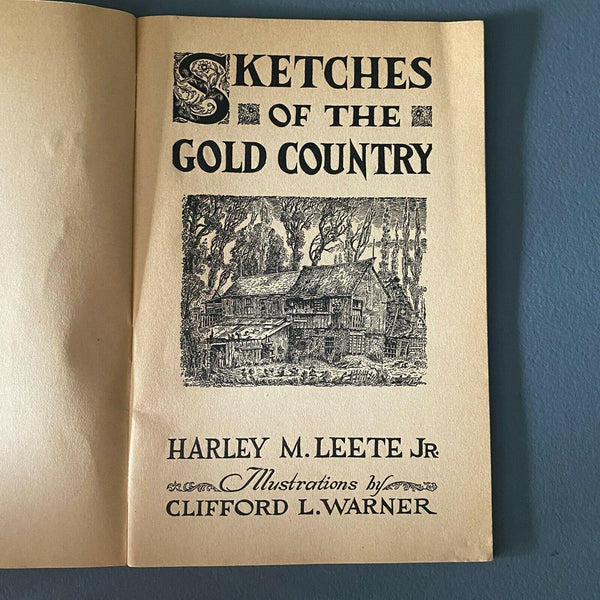 SKETCHES
OF THE
GOLD COUNTRY
HARLEY M. LEETE JR.
Illustrations by
CLIFFORD L. WARNER